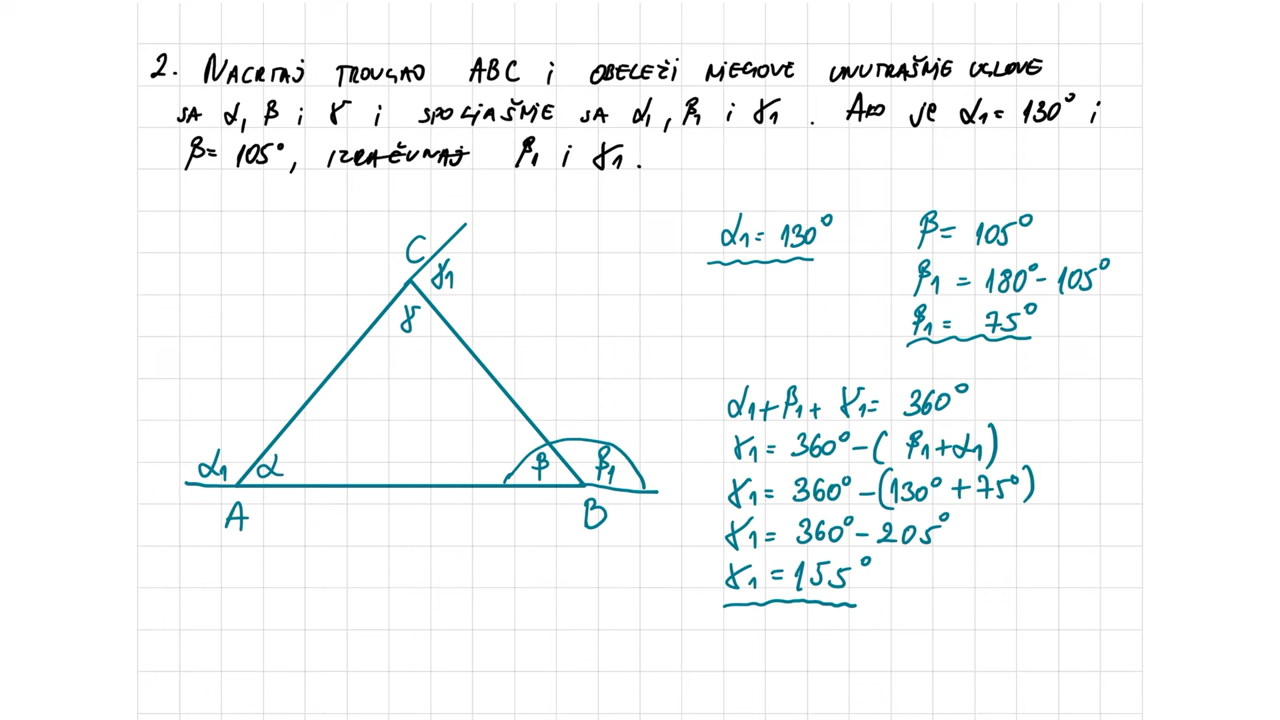 2. NACRTAJ TROUGAO ABC I OBELEŽI NJEGOVE UNUTRAŠNJE UGLOVE
SA α, β I γ I SPOLJAŠNJE SA α1, β1 I γ1. AKO JE α1 = 130° I
β = 105°, IZRAČUNAJ β1 I γ1.
C
γ1
γ
α1
α
β
β1
A
B
α1 = 130°
β = 105°
β1 = 180° - 105°
β1 = 75°
α1 + β1 + γ1 = 360°
γ1 = 360° - (β1 + α1)
γ1 = 360° - (130° + 75°)
γ1 = 360° - 205°
γ1 = 155°